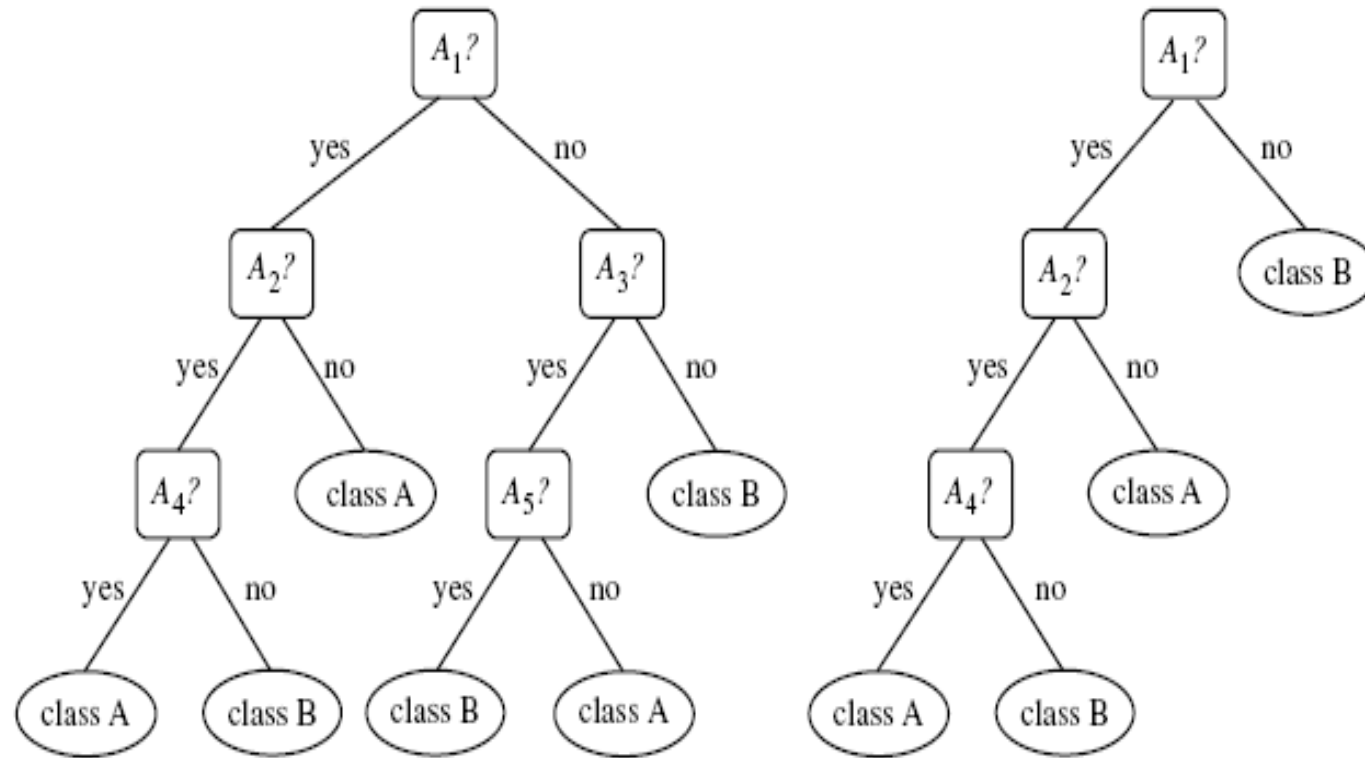 A1? A1?
yes no yes no
A2? A3? A2? class B
yes no yes no yes no
A4? class A A5? class B A4? class A
yes no yes no yes no
class A class B class B class A class A class B